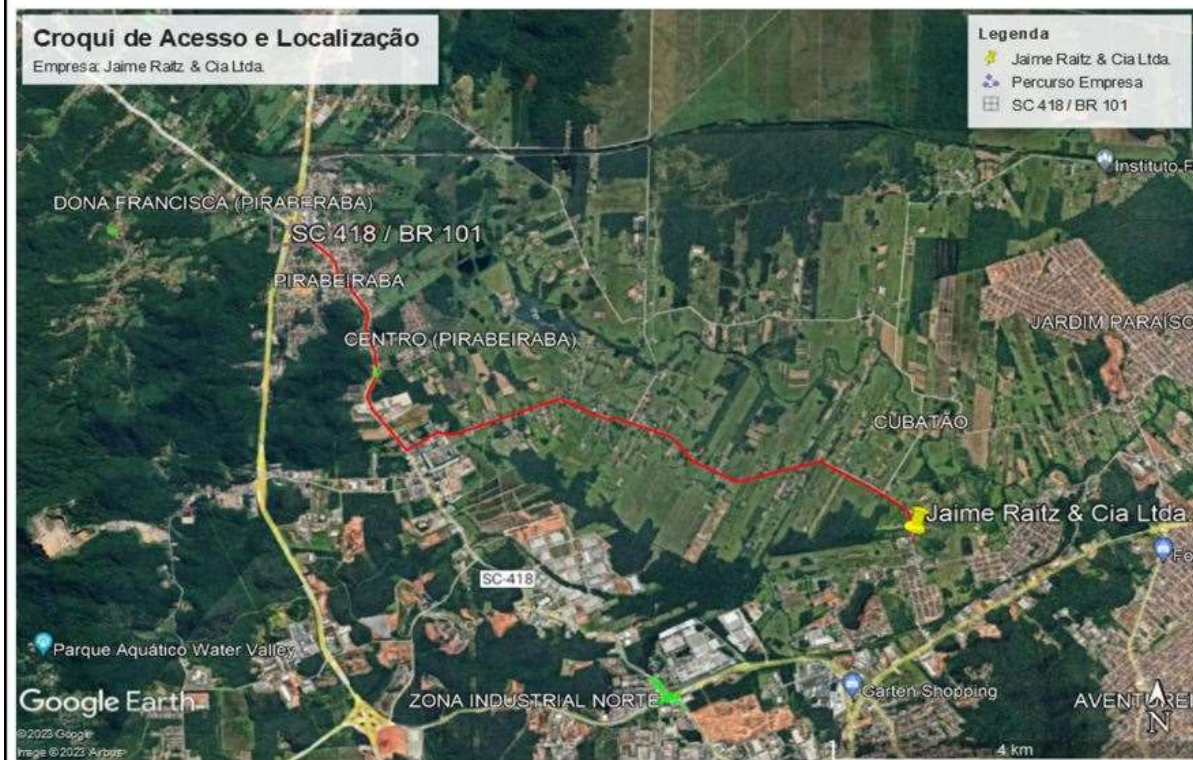 Croqui de Acesso e Localização
Empresa: Jaime Raitz & Cia Ltda.
Legenda
Jaime Raitz & Cia Ltda.
Percurso Empresa
SC 418 / BR 101
Instituto F
DONA FRANCISCA (PIRABERABA)
SC 418 / BR 101
PIRABEIRABA
JARDIM PARAÍSO
CENTRO (PIRABEIRABA)
CUBATÃO
Jaime Raitz & Cia Ltda.
Fe
SC-418
Parque Aquático Water Valley
Google Earth
ZONA INDUSTRIAL NORTE
Garten Shopping
AVENTUREI
N
©2023 Google
Image ©2023 Airbus
4 km